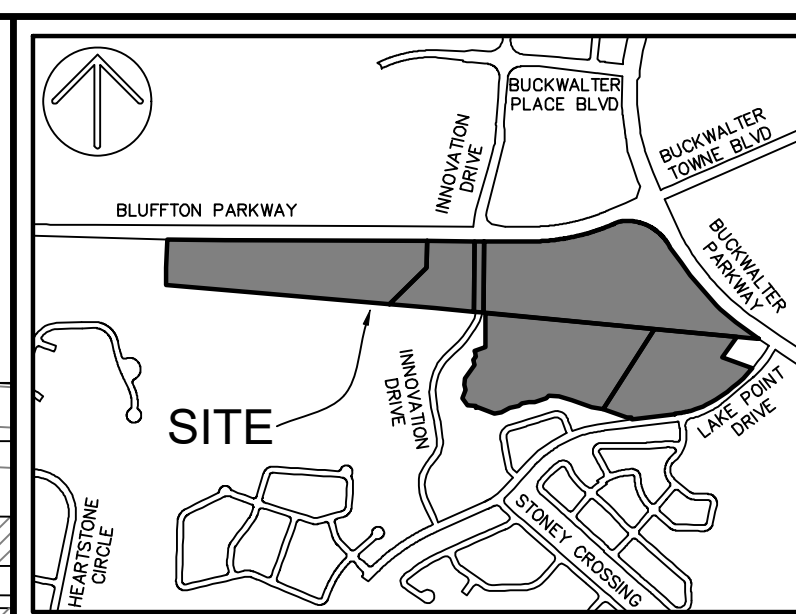 BUCKWALTER
PLACE BLVD
BUCKWALTER
TOWNE BLVD
INNOVATION
DRIVE
BLUFFTON PARKWAY
BUCKWALTER
PARKWAY
INNOVATION
DRIVE
SITE
LAKE POINT
DRIVE
STONEY CROSSING
HEARTSTONE
CIRCLE